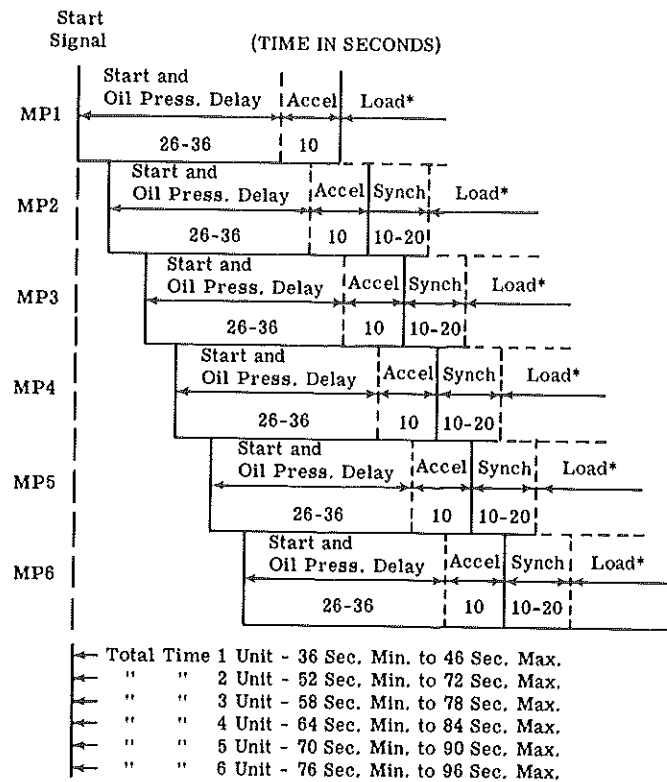 Start
Signal
(TIME IN SECONDS)
Start and
Oil Press. Delay Accel Load*
MP1
26-36 10
Start and
Oil Press. Delay Accel Synch Load*
MP2
26-36 10 10-20
Start and
Oil Press. Delay Accel Synch Load*
MP3
26-36 10 10-20
Start and
Oil Press. Delay Accel Synch Load*
MP4
26-36 10 10-20
Start and
Oil Press. Delay Accel Synch Load*
MP5
26-36 10 10-20
Start and
Oil Press. Delay Accel Synch Load*
MP6
26-36 10 10-20
Total Time 1 Unit - 36 Sec. Min. to 46 Sec. Max.
" " 2 Unit - 52 Sec. Min. to 72 Sec. Max.
" " 3 Unit - 58 Sec. Min. to 78 Sec. Max.
" " 4 Unit - 64 Sec. Min. to 84 Sec. Max.
" " 5 Unit - 70 Sec. Min. to 90 Sec. Max.
" " 6 Unit - 76 Sec. Min. to 96 Sec. Max.